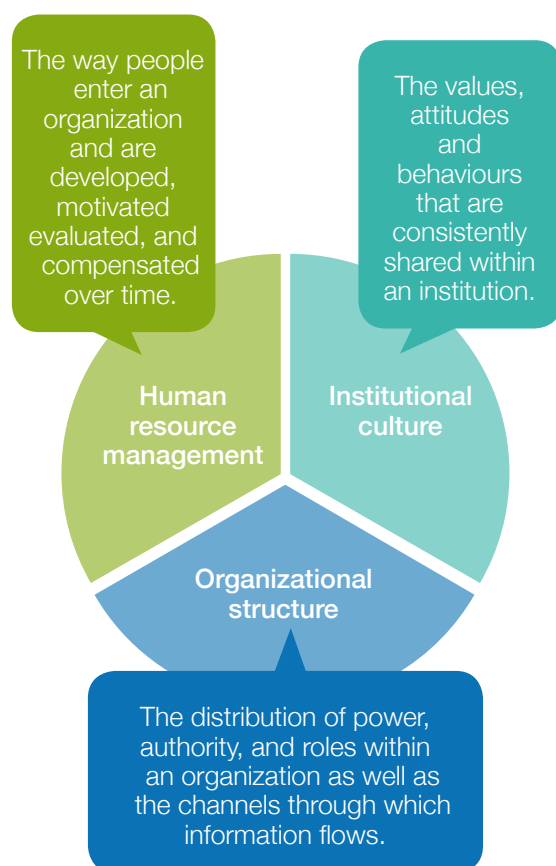 The way people
enter an
organization
and are
developed,
motivated
evaluated, and
compensated
over time.
The values,
attitudes
and
behaviours
that are
consistently
shared within
an institution.
Human
resource
management
Institutional
culture
Organizational
structure
The distribution of power,
authority, and roles within
an organization as well as
the channels through which
information flows.